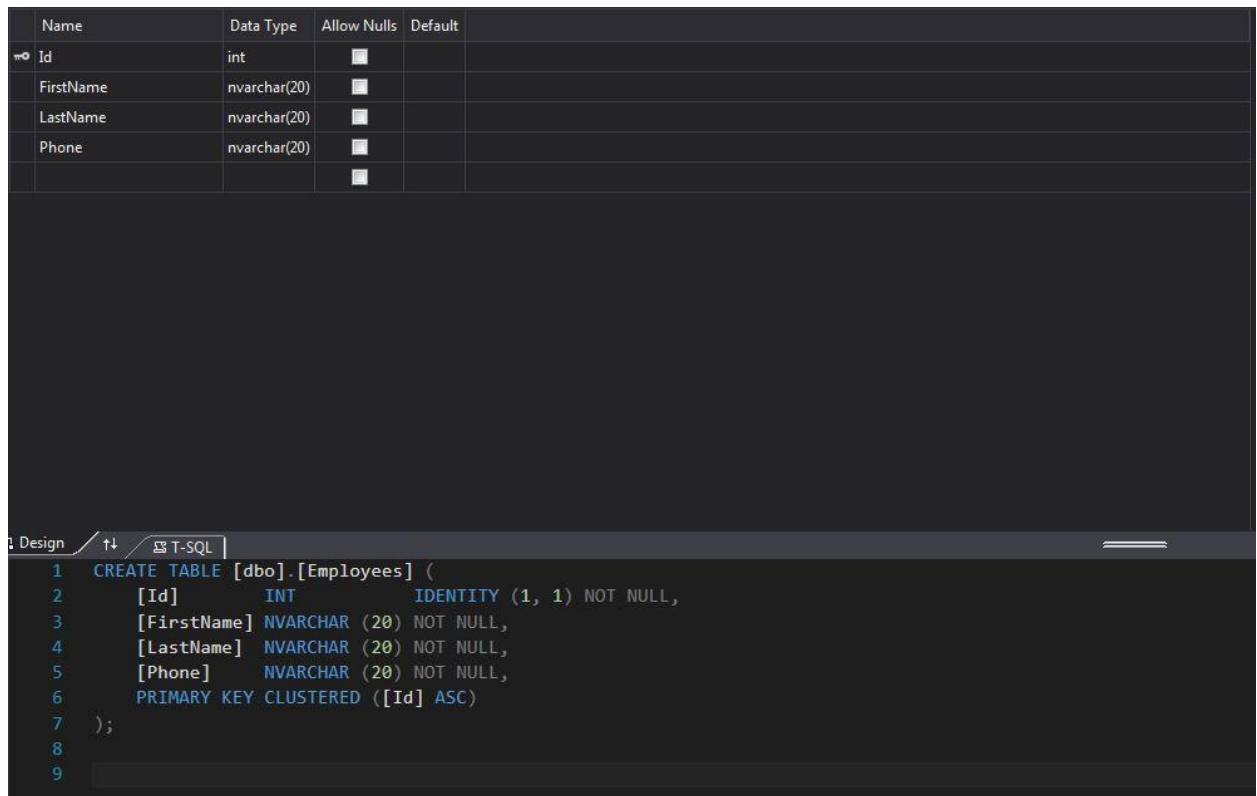 Name Data Type Allow Nulls Default
Id int
FirstName nvarchar(20)
LastName nvarchar(20)
Phone nvarchar(20)
Design T-SQL
1 CREATE TABLE [dbo].[Employees] (
2 [Id] INT IDENTITY (1, 1) NOT NULL,
3 [FirstName] NVARCHAR (20) NOT NULL,
4 [LastName] NVARCHAR (20) NOT NULL,
5 [Phone] NVARCHAR (20) NOT NULL,
6 PRIMARY KEY CLUSTERED ([Id] ASC)
7 );
8
9